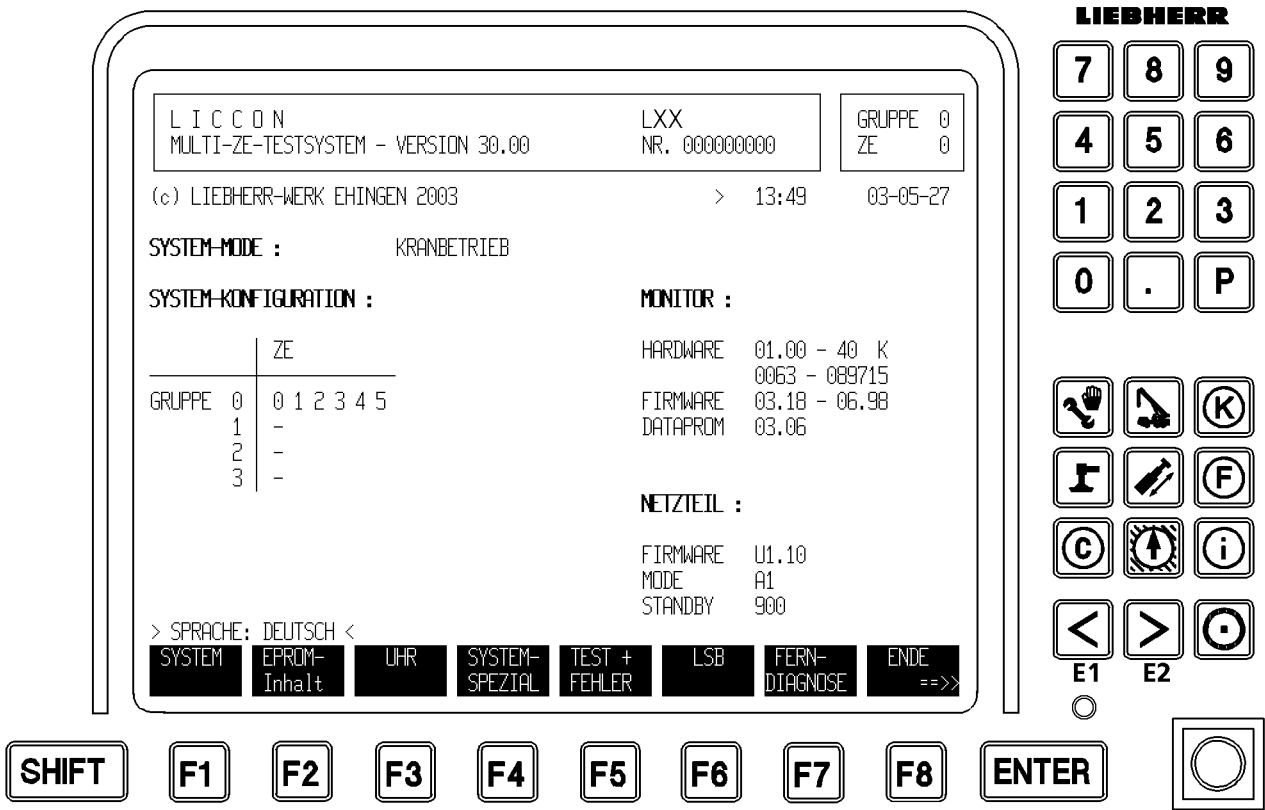 LIEBHERR
L I C C O N LXX GRUPPE 0
MULTI-ZE-TESTSYSTEM - VERSION 30.00 NR. 000000000 ZE 0
(c) LIEBHERR-WERK EHINGEN 2003 > 13:49 03-05-27
SYSTEM-MODE : KRANBETRIEB
SYSTEM-KONFIGURATION : MONITOR :
ZE HARDWARE 01.00 - 40 K
0063 - 089715
GRUPPE 0 0 1 2 3 4 5 FIRMWARE 03.18 - 06.98
1 - DATAPROM 03.06
2 -
3 -
NETZTEIL :
FIRMWARE U1.10
MODE A1
STANDBY 900
> SPRACHE: DEUTSCH <
SYSTEM EPROM- UHR SYSTEM- TEST + LSB FERN- ENDE
Inhalt SPEZIAL FEHLER DIAGNOSE ==>>
7 8 9
4 5 6
1 2 3
0 . P
K
F
C i
< >
E1 E2
SHIFT F1 F2 F3 F4 F5 F6 F7 F8 ENTER